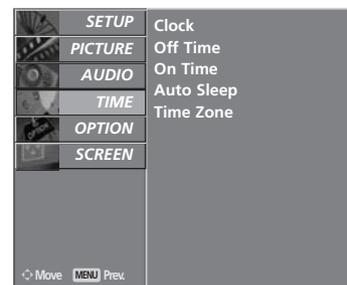 SETUP
PICTURE
AUDIO
TIME
OPTION
SCREEN
Clock
Off Time
On Time
Auto Sleep
Time Zone
Move MENU Prev.